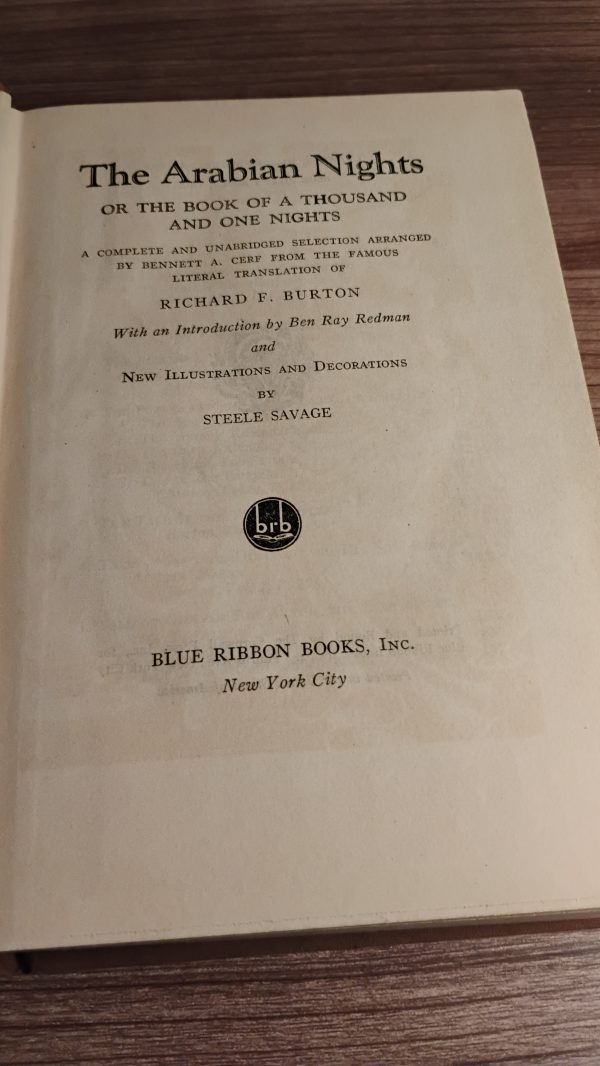 The Arabian Nights
OR THE BOOK OF A THOUSAND
AND ONE NIGHTS
A COMPLETE AND UNABRIDGED SELECTION ARRANGED
BY BENNETT A. CERF FROM THE FAMOUS
LITERAL TRANSLATION OF
RICHARD F. BURTON
With an Introduction by Ben Ray Redman
and
NEW ILLUSTRATIONS AND DECORATIONS
BY
STEELE SAVAGE
brb
BLUE RIBBON BOOKS, INC.
New York City